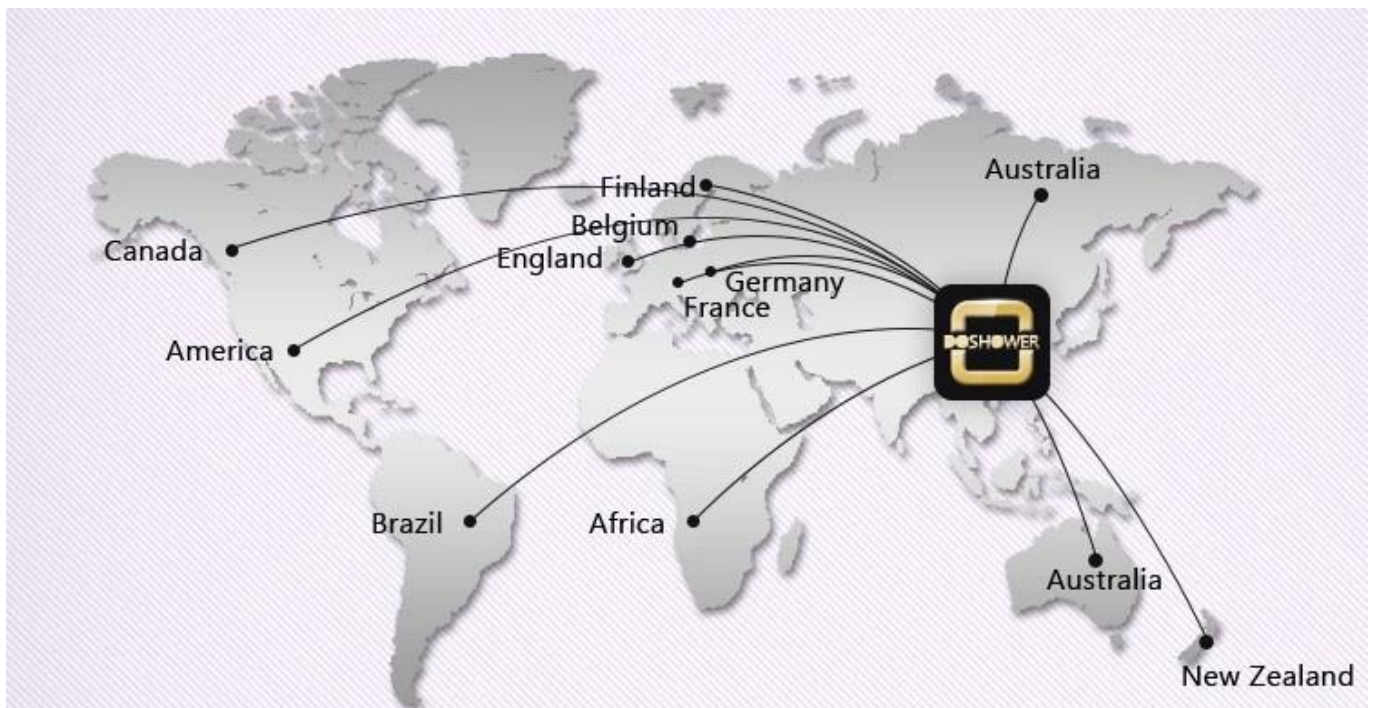 Australia
Finland
Belgium
Canada
England
Germany
France
DOSHOWER
America
Brazil
Africa
Australia
New Zealand